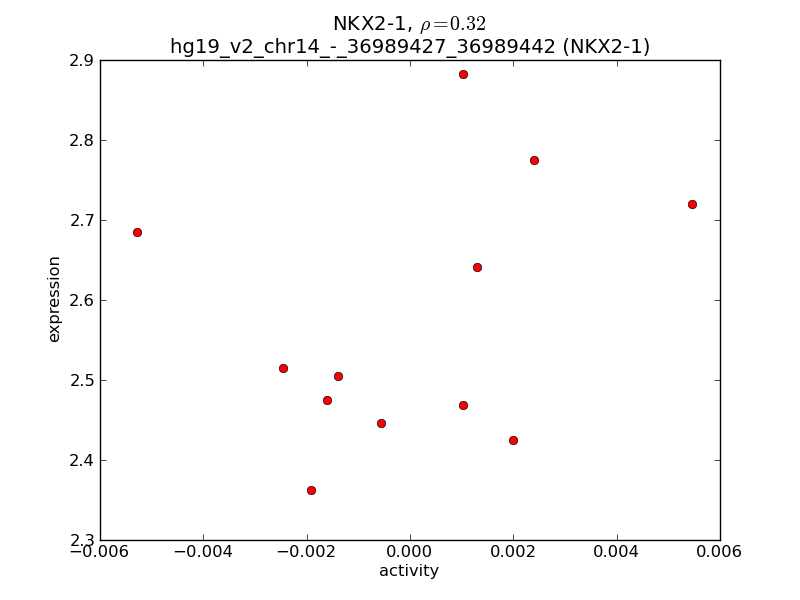 NKX2-1, ρ=0.32
hg19_v2_chr14_-_36989427_36989442 (NKX2-1)
2.9
2.8
2.7
2.6
2.5
2.4
2.3
expression
−0.006 −0.004 −0.002 0.000 0.002 0.004 0.006
activity